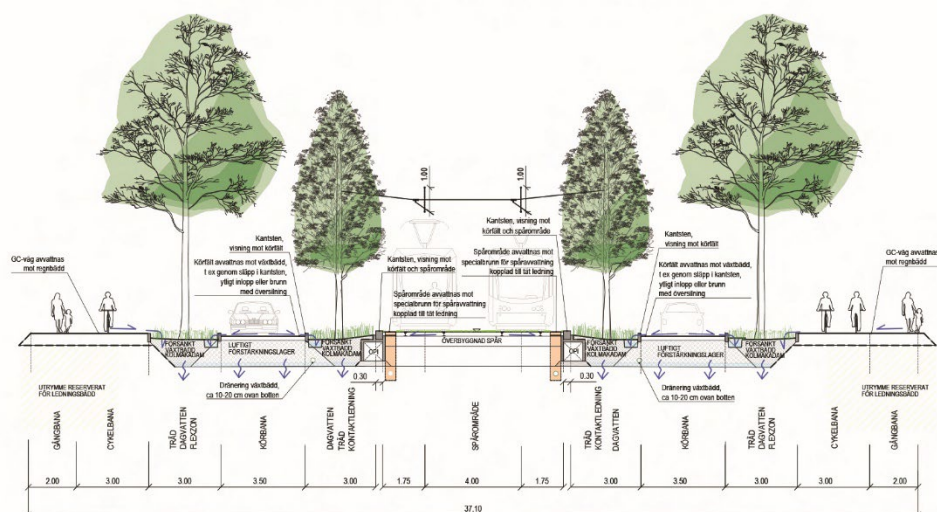 1.00
1.00
Kantsten, visning mot
körfält och spårområde
Kantsten,
visning mot körfält
Kantsten,
visning mot körfält
Körfält avvattnas mot växtbädd,
t ex genom släpp i kantsten,
ytligt inlopp eller brunn
med översilning
Kantsten, visning mot
körfält och spårområde
Spårområde avvattnas mot
specialbrunn för spåravvattning
kopplad till tät ledning
Körfält avvattnas mot växtbädd,
t ex genom släpp i kantsten,
ytligt inlopp eller brunn
med översilning
GC-väg avvattnas
mot regnbädd
GC-väg avvattnas
mot regnbädd
Spårområde avvattnas mot
specialbrunn för spåravvattning
kopplad till tät ledning
FÖRSÄNKT
VÄXTBÄDD
KOLMAKADAM
LUFTIGT
FÖRSTÄRKNINGSLAGER
FÖRSÄNKT
VÄXTBÄDD
KOLMAKADAM
OPI
ÖVERBYGGNAD SPÅR
OPI
FÖRSÄNKT
VÄXTBÄDD
KOLMAKADAM
LUFTIGT
FÖRSTÄRKNINGSLAGER
FÖRSÄNKT
VÄXTBÄDD
KOLMAKADAM
0.30
0.30
UTRYMME RESERVERAT
FÖR LEDNINGSBÄDD
Dränering växtbädd,
ca 10-20 cm ovan botten
Dränering växtbädd,
ca 10-20 cm ovan botten
UTRYMME RESERVERAT
FÖR LEDNINGSBÄDD
GÅNGBANA
CYKELBANA
TRÄD
DAGVATTEN
FLEXZON
KÖRBANA
DAGVATTEN
TRÄD
KONTAKTLEDNING
SPÅROMRÅDE
TRÄD
KONTAKTLEDNING
DAGVATTEN
KÖRBANA
TRÄD
DAGVATTEN
FLEXZON
CYKELBANA
GÅNGBANA
2.00 3.00 3.00 3.50 3.00 1.75 4.00 1.75 3.00 3.50 3.00 3.00 2.00
37.10